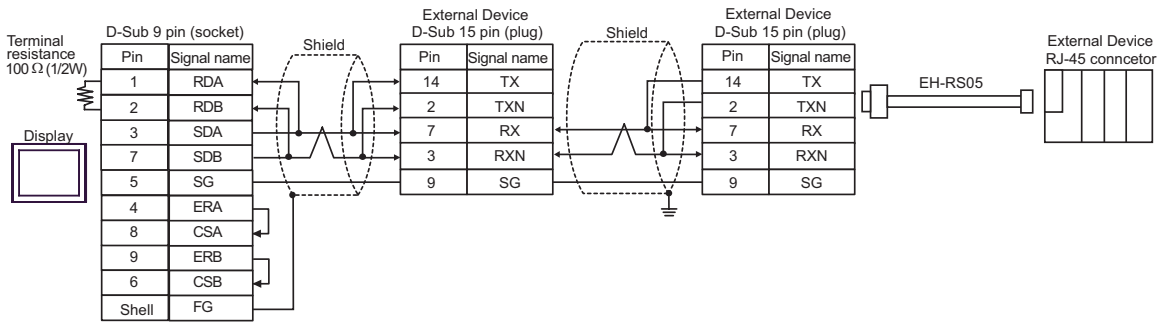 Terminal
resistance
100 Ω (1/2W)
Display
D-Sub 9 pin (socket)
Pin Signal name
1 RDA
2 RDB
3 SDA
7 SDB
5 SG
4 ERA
8 CSA
9 ERB
6 CSB
Shell FG
Shield
External Device
D-Sub 15 pin (plug)
Pin Signal name
14 TX
2 TXN
7 RX
3 RXN
9 SG
Shield
External Device
D-Sub 15 pin (plug)
Pin Signal name
14 TX
2 TXN
7 RX
3 RXN
9 SG
EH-RS05
External Device
RJ-45 conncetor